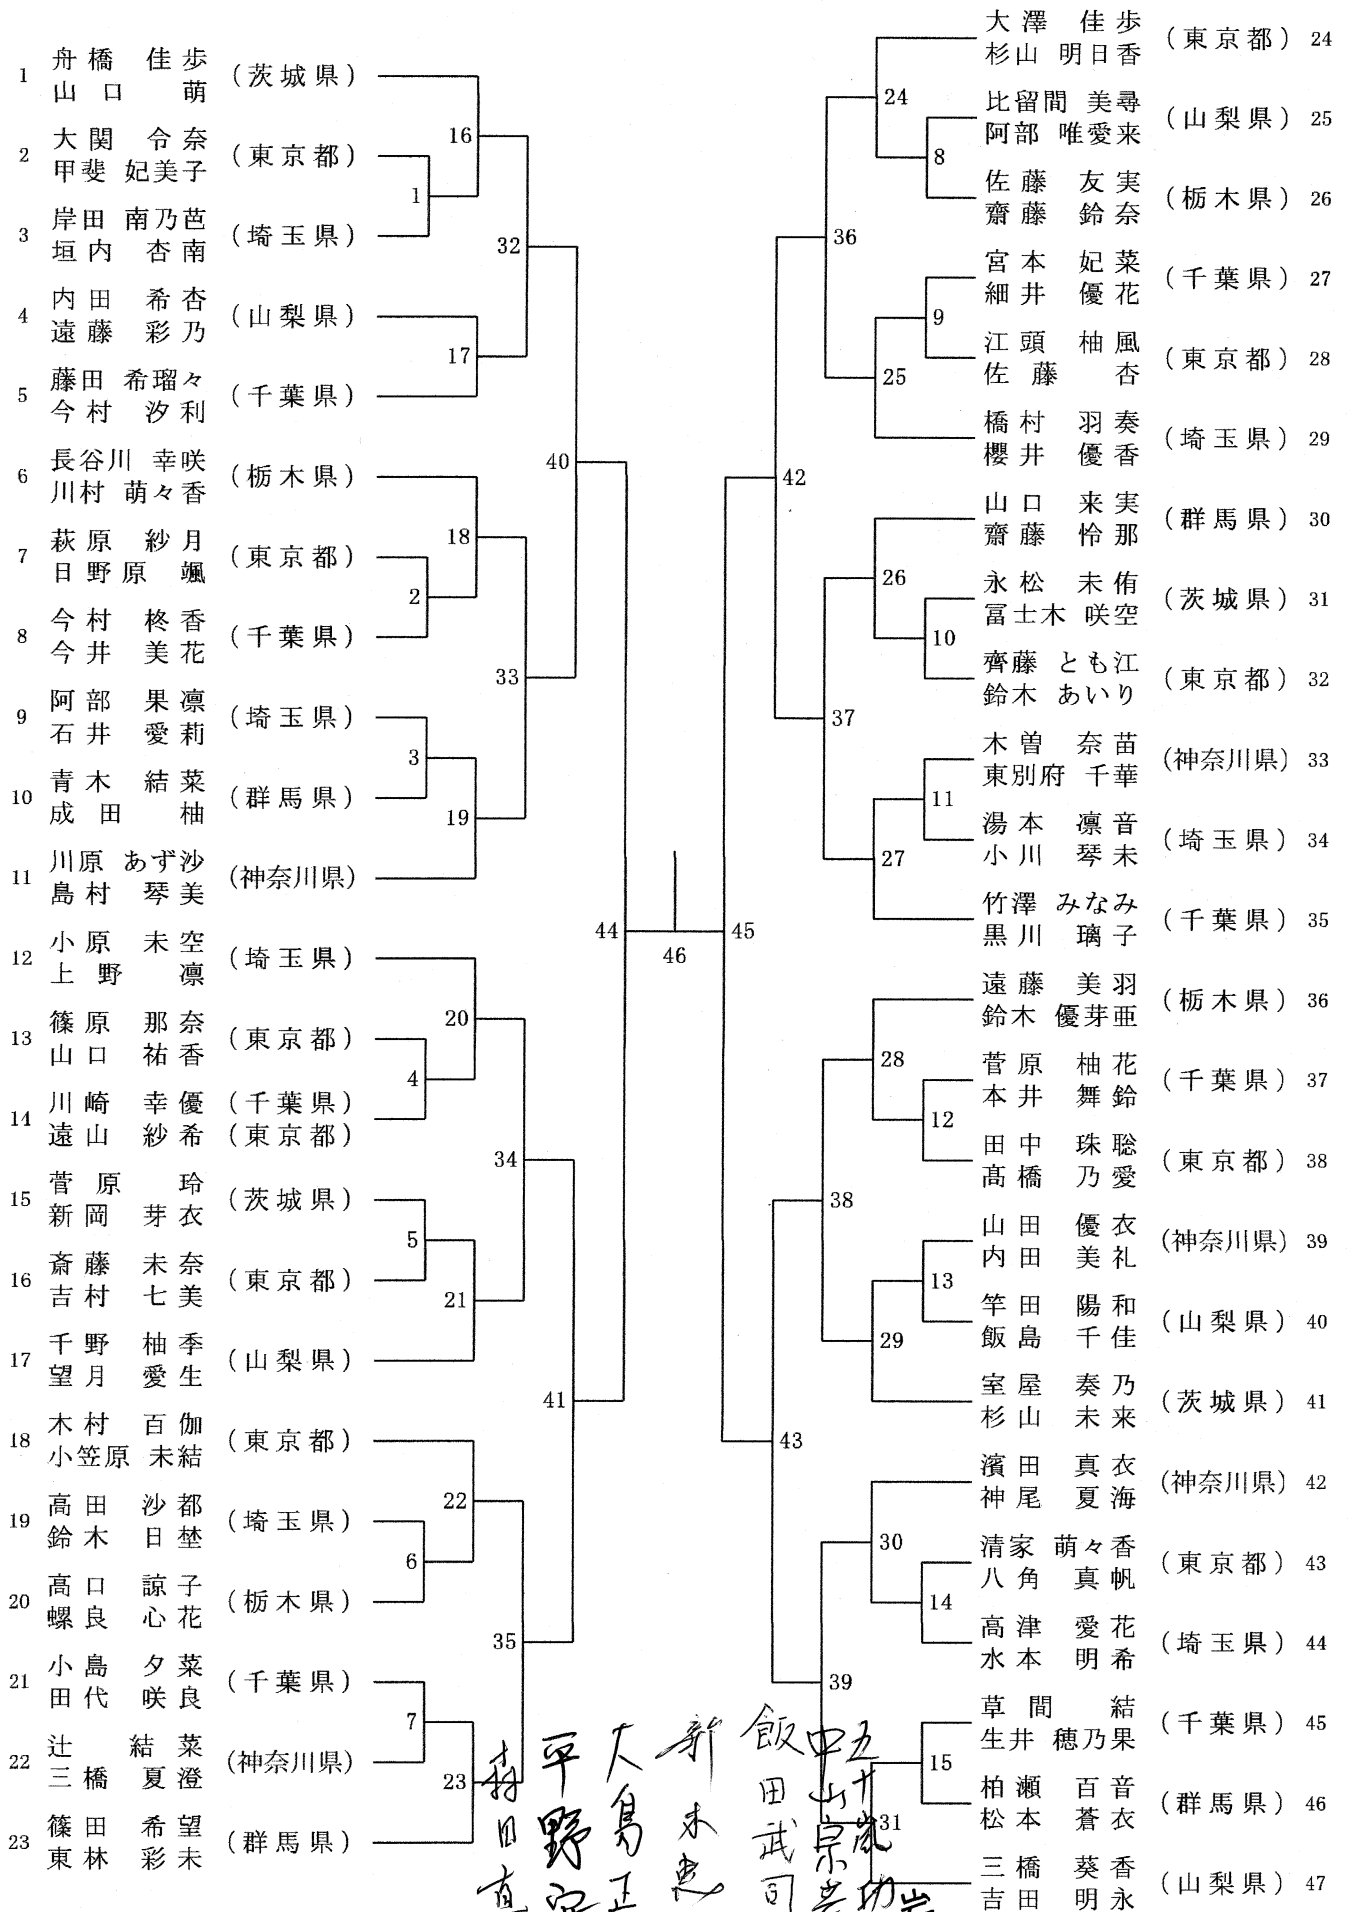 1 舟橋 佳歩 (茨城県)
山口 萌
2 大関 令奈 (東京都)
甲斐 妃美子
3 岸田 南乃芭 (埼玉県)
垣内 杏南
4 内田 希杏 (山梨県)
遠藤 彩乃
5 藤田 希瑠々 (千葉県)
今村 汐利
6 長谷川 幸咲 (栃木県)
川村 萌々香
7 萩原 紗月 (東京都)
日野原 颯
8 今村 柊香 (千葉県)
今井 美花
9 阿部 果凛 (埼玉県)
石井 愛莉
10 青木 結菜 (群馬県)
成田 柚
11 川原 あず沙 (神奈川県)
島村 琴美
12 小原 未空 (埼玉県)
上野 凛
13 篠原 那奈 (東京都)
山口 祐香
14 川崎 幸優 (千葉県)
遠山 紗希 (東京都)
15 菅原 玲 (茨城県)
新岡 芽衣
16 斎藤 未奈 (東京都)
吉村 七美
17 千野 柚季 (山梨県)
望月 愛生
18 木村 百伽 (東京都)
小笠原 未結
19 高田 沙都 (埼玉県)
鈴木 日埜
20 高口 諒子 (栃木県)
螺良 心花
21 小島 夕菜 (千葉県)
田代 咲良
22 辻 結菜 (神奈川県)
三橋 夏澄
23 篠田 希望 (群馬県)
東林 彩未
1
2
3
4
5
6
7
16
17
18
19
20
21
22
23
32
33
34
35
40
41
44
46
45
42
43
36
37
38
39
24
25
26
27
28
29
30
31
8
9
10
11
12
13
14
15
大澤 佳歩 (東京都) 24
杉山 明日香
比留間 美尋 (山梨県) 25
阿部 唯愛来
佐藤 友実 (栃木県) 26
齋藤 鈴奈
宮本 妃菜 (千葉県) 27
細井 優花
江頭 柚風 (東京都) 28
佐藤 杏
橋村 羽奏 (埼玉県) 29
櫻井 優香
山口 来実 (群馬県) 30
齋藤 怜那
永松 未侑 (茨城県) 31
冨士木 咲空
齊藤 とも江 (東京都) 32
鈴木 あいり
木曽 奈苗 (神奈川県) 33
東別府 千華
湯本 凛音 (埼玉県) 34
小川 琴未
竹澤 みなみ (千葉県) 35
黒川 璃子
遠藤 美羽 (栃木県) 36
鈴木 優芽亜
菅原 柚花 (千葉県) 37
本井 舞鈴
田中 珠聡 (東京都) 38
髙橋 乃愛
山田 優衣 (神奈川県) 39
内田 美礼
竿田 陽和 (山梨県) 40
飯島 千佳
室屋 奏乃 (茨城県) 41
杉山 未来
濱田 真衣 (神奈川県) 42
神尾 夏海
清家 萌々香 (東京都) 43
八角 真帆
高津 愛花 (埼玉県) 44
水本 明希
草間 結 (千葉県) 45
生井 穂乃果
柏瀬 百音 (群馬県) 46
松本 蒼衣
三橋 葵香 (山梨県) 47
吉田 明永
五十嵐
中山
飯田武司
新
大島正
平野
森田